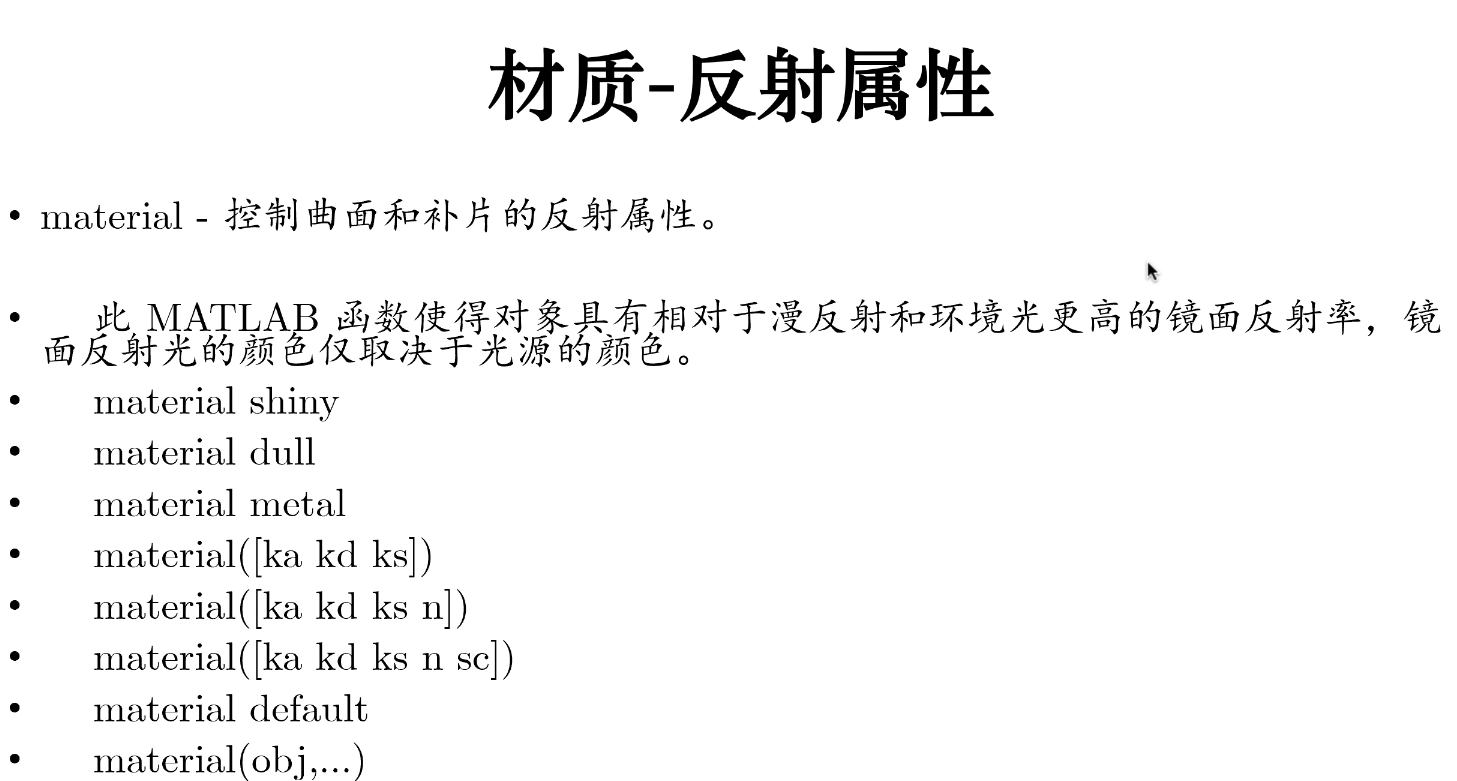 材质-反射属性
• material - 控制曲面和补片的反射属性。
• 此 MATLAB 函数使得对象具有相对于漫反射和环境光更高的镜面反射率，镜
面反射光的颜色仅取决于光源的颜色。
• material shiny
• material dull
• material metal
• material([ka kd ks])
• material([ka kd ks n])
• material([ka kd ks n sc])
• material default
• material(obj,...)